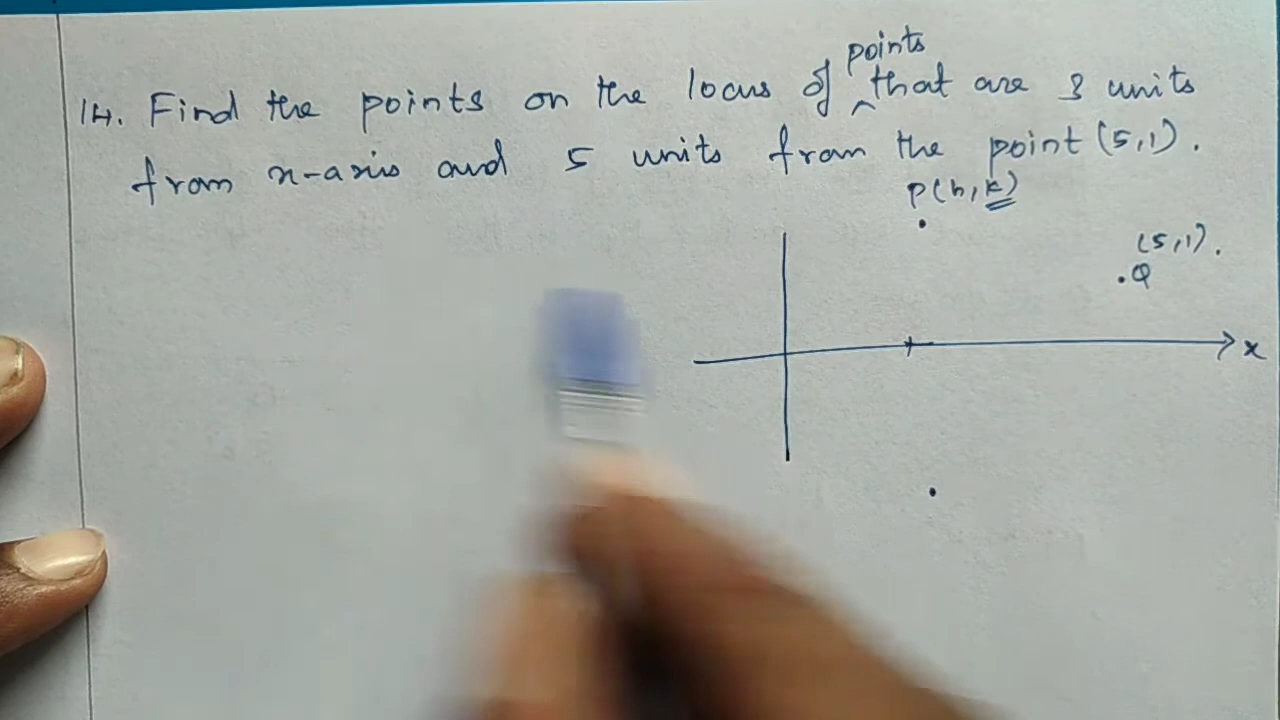 14. Find the points on the locus of points that are 3 units
from x-axis and 5 units from the point (5,1).
P(h,k)
(5,1).
Q
x